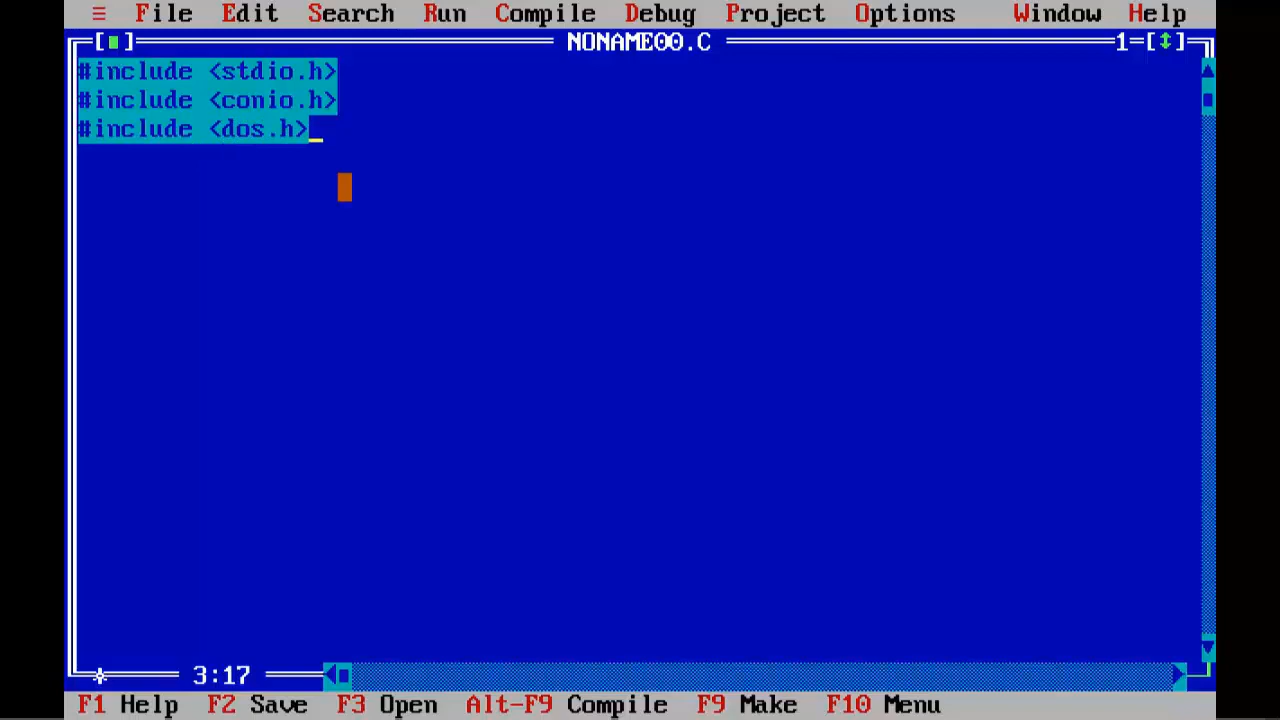 ≡ File Edit Search Run Compile Debug Project Options Window Help
[■] NONAME00.C 1=[↕]
#include <stdio.h>
#include <conio.h>
#include <dos.h>
* 3:17
F1 Help F2 Save F3 Open Alt-F9 Compile F9 Make F10 Menu